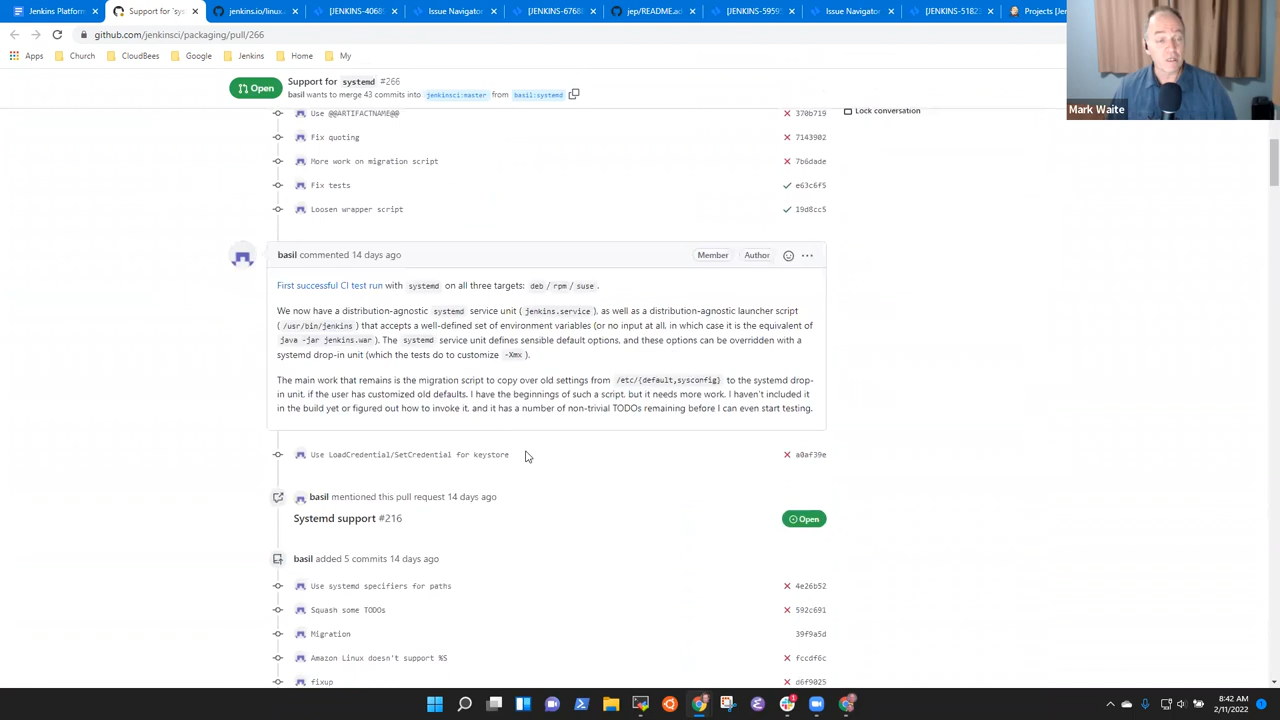 Jenkins Platform
Support for `sys
jenkins.io/linux.
[JENKINS-4068
Issue Navigator
[JENKINS-6768
jep/README.ad
[JENKINS-5959
Issue Navigator
[JENKINS-5182
Projects [Jen
github.com/jenkinsci/packaging/pull/266
Apps
Church
CloudBees
Google
Jenkins
Home
My
Mark Waite
Open
Support for systemd #266
basil wants to merge 43 commits into jenkinsci:master from basil:systemd
Lock conversation
Use @@ARTIFACTNAME@@ 370b719
Fix quoting 7143902
More work on migration script 7b6dade
Fix tests e63c6f5
Loosen wrapper script 19d8cc5
basil commented 14 days ago Member Author
First successful CI test run with systemd on all three targets: deb / rpm / suse.
We now have a distribution-agnostic systemd service unit ( jenkins.service ), as well as a distribution-agnostic launcher script
( /usr/bin/jenkins ) that accepts a well-defined set of environment variables (or no input at all, in which case it is the equivalent of
java -jar jenkins.war ). The systemd service unit defines sensible default options, and these options can be overridden with a
systemd drop-in unit (which the tests do to customize -Xmx ).
The main work that remains is the migration script to copy over old settings from /etc/{default,sysconfig} to the systemd drop-
in unit, if the user has customized old defaults. I have the beginnings of such a script, but it needs more work. I haven't included it
in the build yet or figured out how to invoke it, and it has a number of non-trivial TODOs remaining before I can even start testing.
Use LoadCredential/SetCredential for keystore a0af39e
basil mentioned this pull request 14 days ago
Systemd support #216 Open
basil added 5 commits 14 days ago
Use systemd specifiers for paths 4e26b52
Squash some TODOs 592c691
Migration 39f9a5d
Amazon Linux doesn't support %S fccdf6c
fixup d6f9025
8:42 AM
2/11/2022